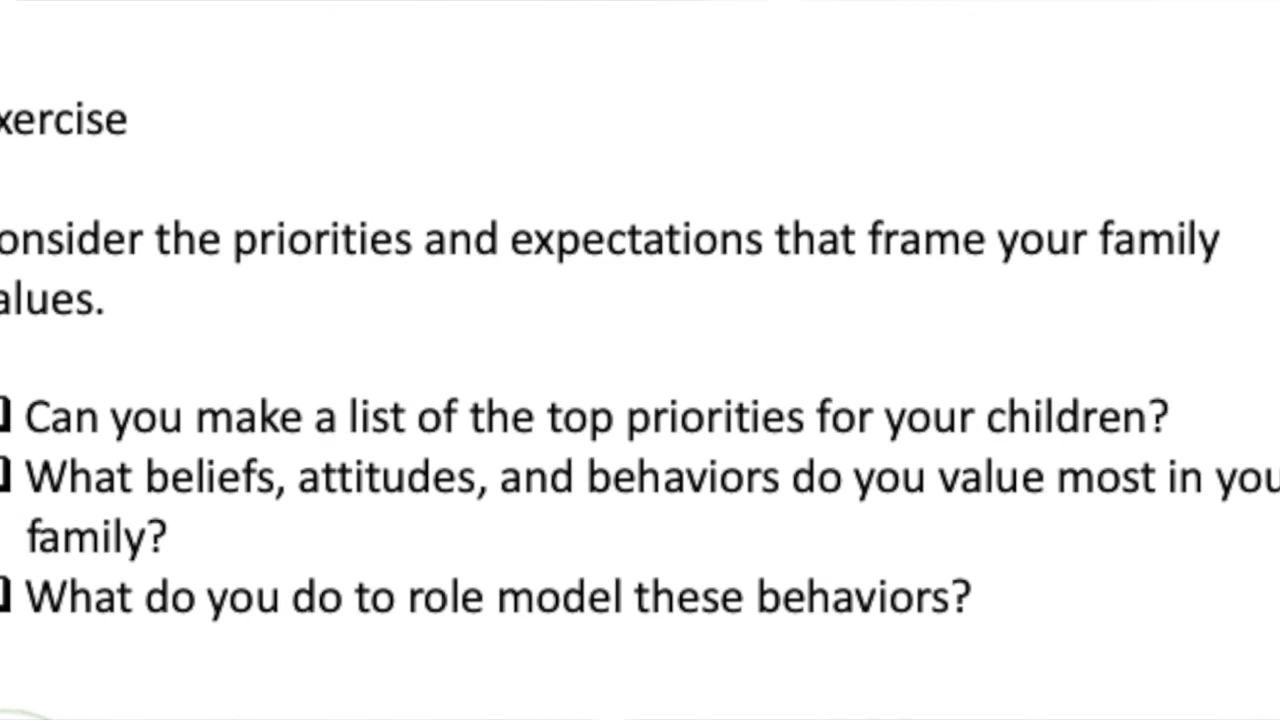 xercise
onsider the priorities and expectations that frame your family
alues.
Can you make a list of the top priorities for your children?
What beliefs, attitudes, and behaviors do you value most in you
family?
What do you do to role model these behaviors?